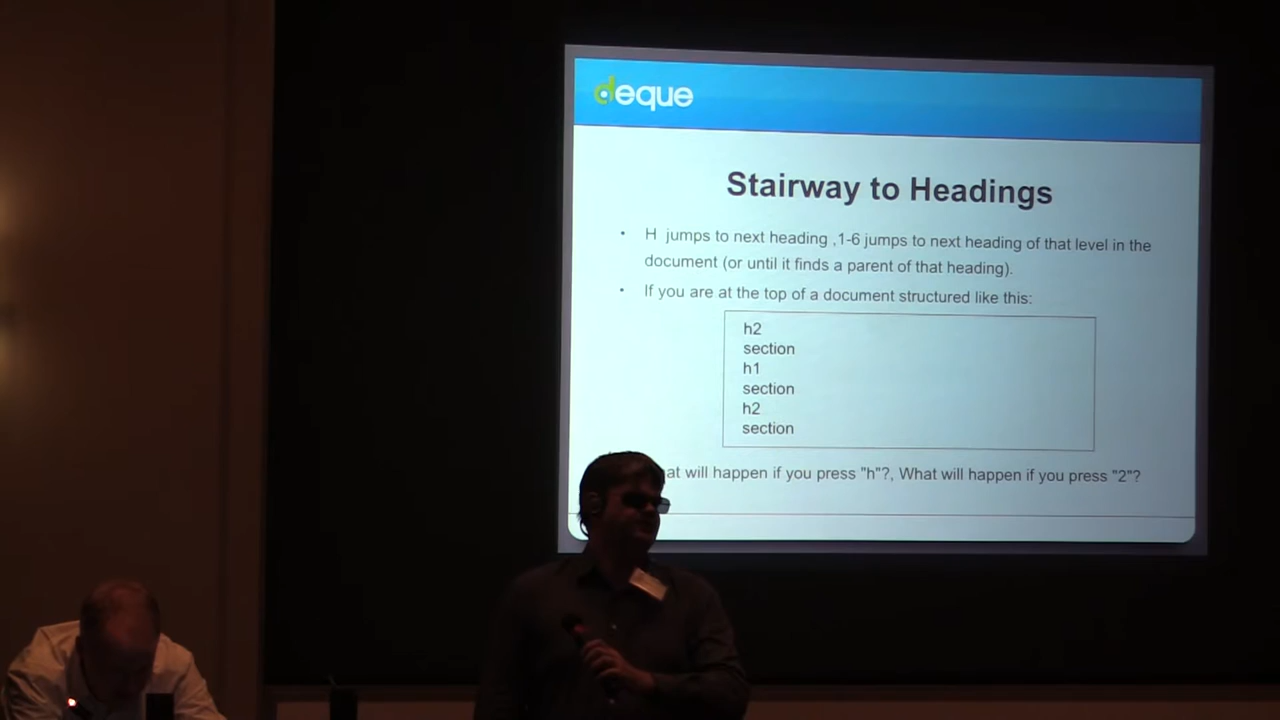 deque
Stairway to Headings
• H jumps to next heading ,1-6 jumps to next heading of that level in the
document (or until it finds a parent of that heading).
• If you are at the top of a document structured like this:
h2
section
h1
section
h2
section
at will happen if you press "h"?, What will happen if you press "2"?